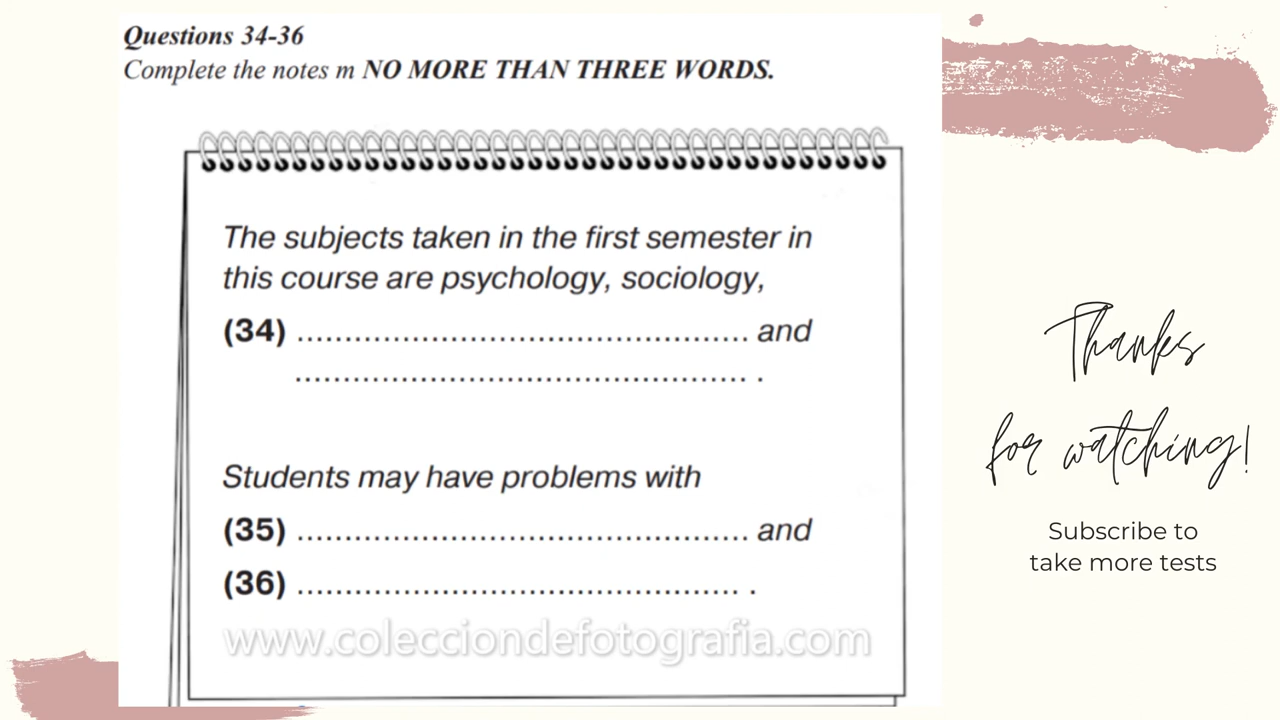 Questions 34-36
Complete the notes m NO MORE THAN THREE WORDS.
The subjects taken in the first semester in
this course are psychology, sociology,
(34) ............................................... and
............................................... .
Students may have problems with
(35) ............................................... and
(36) .............................................. .
www.colecciondefotografia.com
Thanks
for watching!
Subscribe to
take more tests